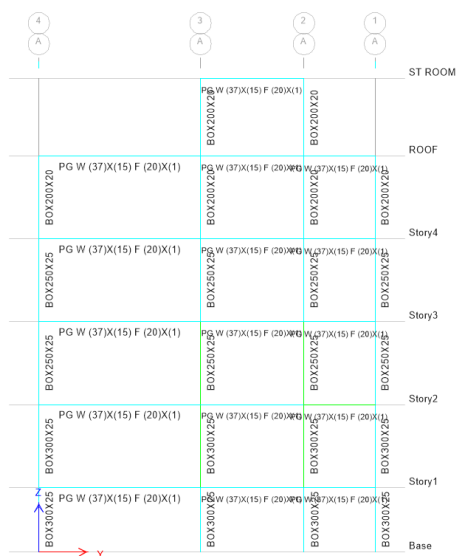 4 3 2 1
A A A A
ST ROOM
PG W (37)X(15) F (20)X(1)
BOX200X20 BOX200X20
ROOF
PG W (37)X(15) F (20)X(1) PG W (37)X(15) F (20)X(1) PG W (37)X(15) F (20)X(1)
BOX200X20 BOX200X20 BOX200X20 BOX200X20
Story4
PG W (37)X(15) F (20)X(1) PG W (37)X(15) F (20)X(1) PG W (37)X(15) F (20)X(1)
BOX250X25 BOX250X25 BOX250X25 BOX250X25
Story3
PG W (37)X(15) F (20)X(1) PG W (37)X(15) F (20)X(1) PG W (37)X(15) F (20)X(1)
BOX250X25 BOX250X25 BOX250X25 BOX250X25
Story2
PG W (37)X(15) F (20)X(1) PG W (37)X(15) F (20)X(1) PG W (37)X(15) F (20)X(1)
BOX300X25 BOX300X25 BOX300X25 BOX300X25
Story1
Z
PG W (37)X(15) F (20)X(1) PG W (37)X(15) F (20)X(1) PG W (37)X(15) F (20)X(1)
BOX300X25 BOX300X25 BOX300X25 BOX300X25
Base
X